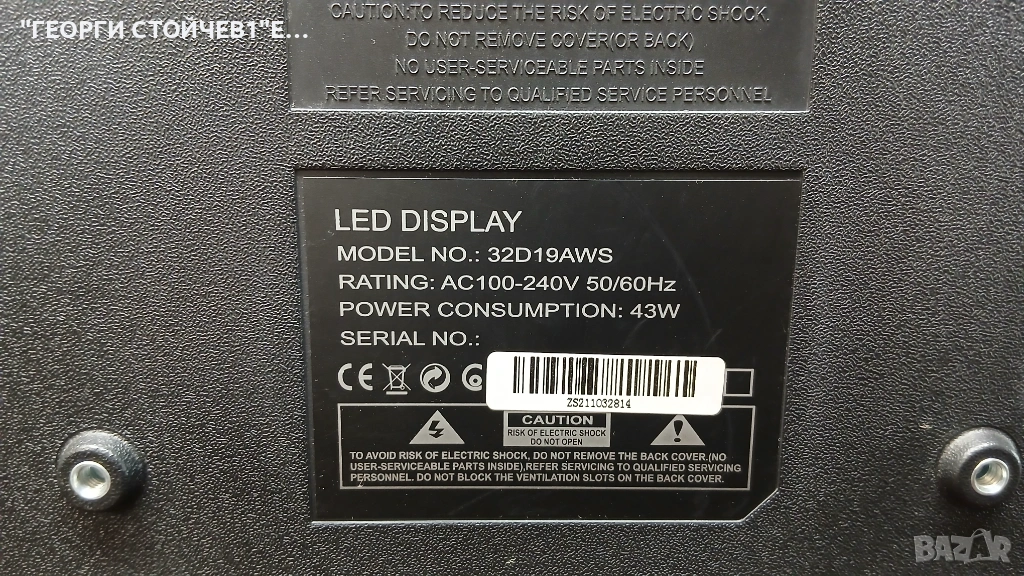 "ГЕОРГИ СТОЙЧЕВ1"Е...
CAUTION:TO REDUCE THE RISK OF ELECTRIC SHOCK.
DO NOT REMOVE COVER(OR BACK)
NO USER-SERVICEABLE PARTS INSIDE
REFER SERVICING TO QUALIFIED SERVICE PERSONNEL
LED DISPLAY
MODEL NO.: 32D19AWS
RATING: AC100-240V 50/60Hz
POWER CONSUMPTION: 43W
SERIAL NO.:
CE
ZS211032814
CAUTION
RISK OF ELECTRIC SHOCK
DO NOT OPEN
TO AVOID RISK OF ELECTRIC SHOCK, DO NOT REMOVE THE BACK COVER.(NO
USER-SERVICEABLE PARTS INSIDE),REFER SERVICING TO QUALIFIED SERVICING
PERSONNEL. DO NOT BLOCK THE VENTILATION SLOTS ON THE BACK COVER.
BAZAR